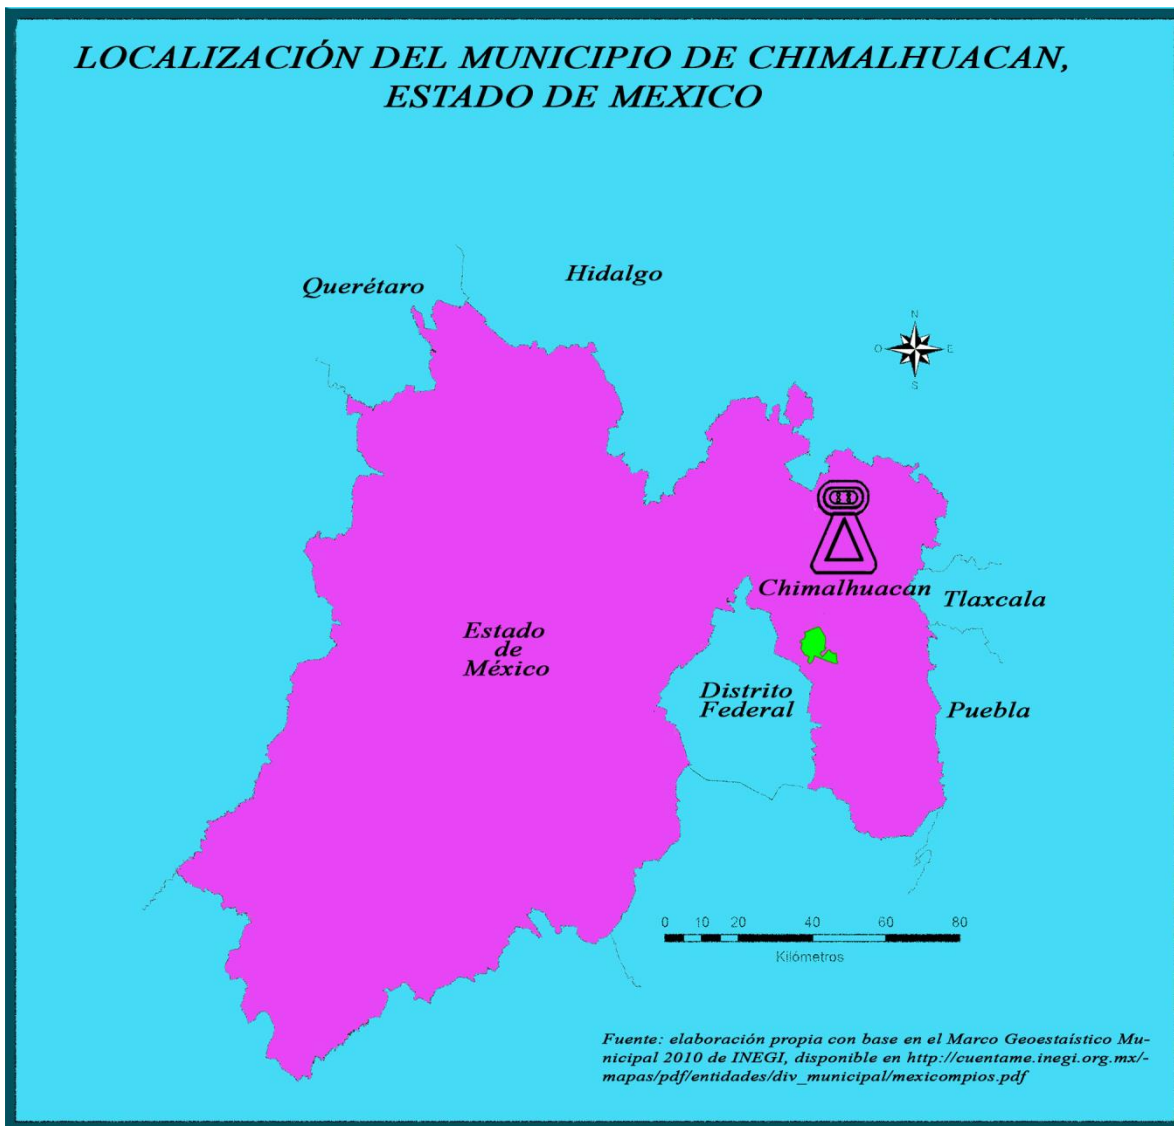 LOCALIZACIÓN DEL MUNICIPIO DE CHIMALHUACAN,
ESTADO DE MEXICO
Querétaro
Hidalgo
N
O
E
S
Chimalhuacan
Tlaxcala
Estado
de
México
Distrito
Federal
Puebla
0 10 20 40 60 80
Kilómetros
Fuente: elaboración propia con base en el Marco Geoestaístico Mu-
nicipal 2010 de INEGI, disponible en http://cuentame.inegi.org.mx/-
mapas/pdf/entidades/div_municipal/mexicompios.pdf